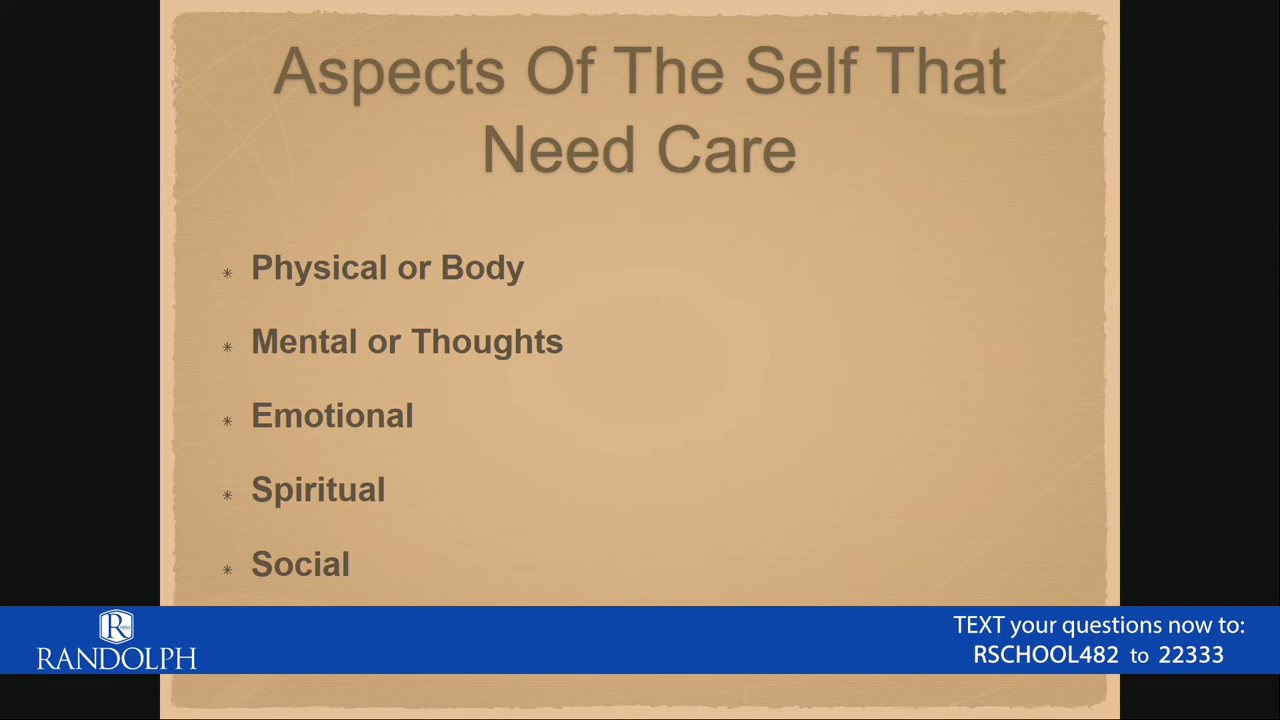 Aspects Of The Self That
Need Care
Physical or Body
Mental or Thoughts
Emotional
Spiritual
Social
R
RANDOLPH
TEXT your questions now to:
RSCHOOL482 to 22333